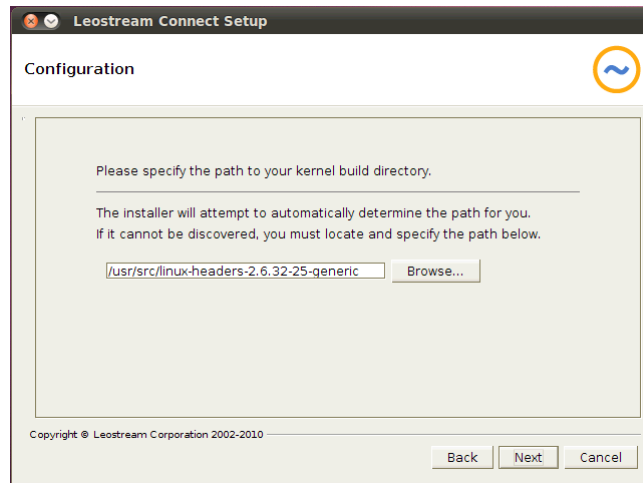 Leostream Connect Setup
Configuration
Please specify the path to your kernel build directory.
The installer will attempt to automatically determine the path for you.
If it cannot be discovered, you must locate and specify the path below.
/usr/src/linux-headers-2.6.32-25-generic Browse...
Copyright © Leostream Corporation 2002-2010
Back Next Cancel